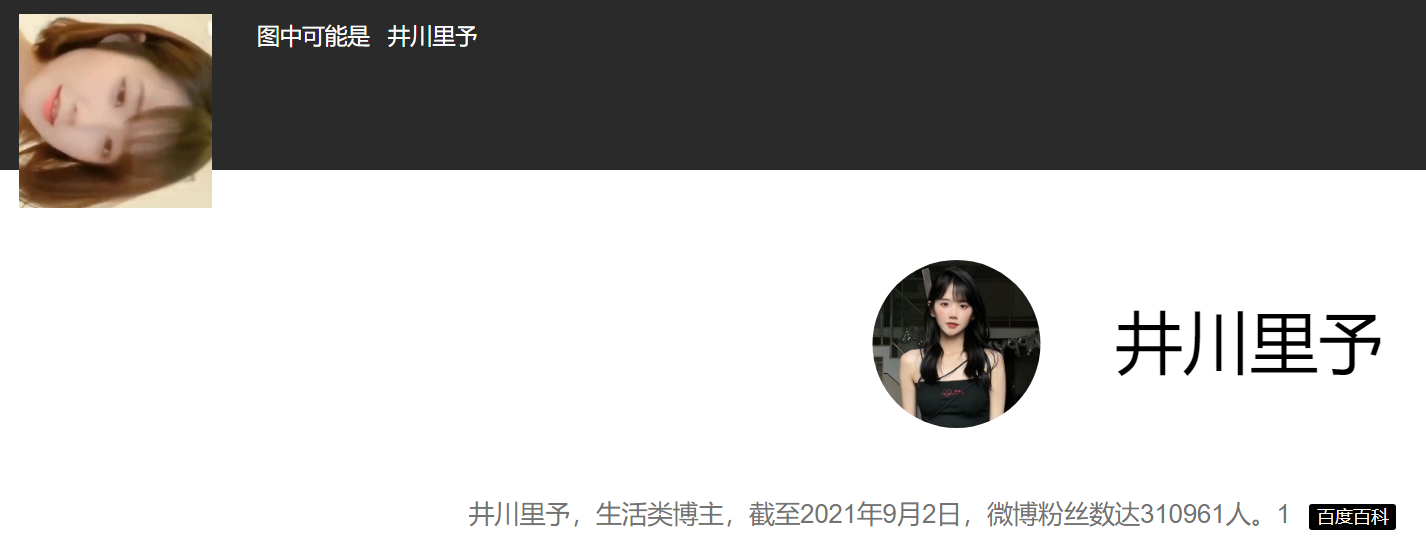 图中可能是 井川里予
井川里予
井川里予，生活类博主，截至2021年9月2日，微博粉丝数达310961人。1 百度百科